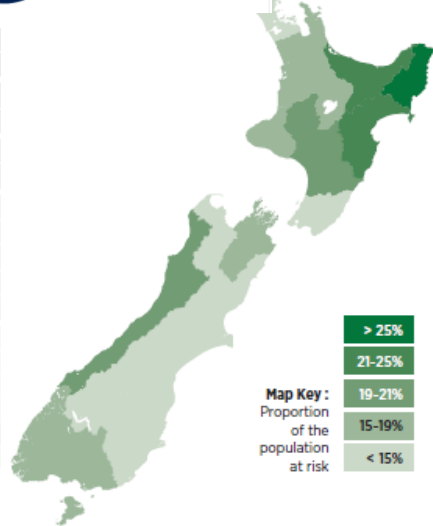 > 25%
21-25%
Map Key :
19-21%
Proportion
of the
15-19%
population
at risk
< 15%